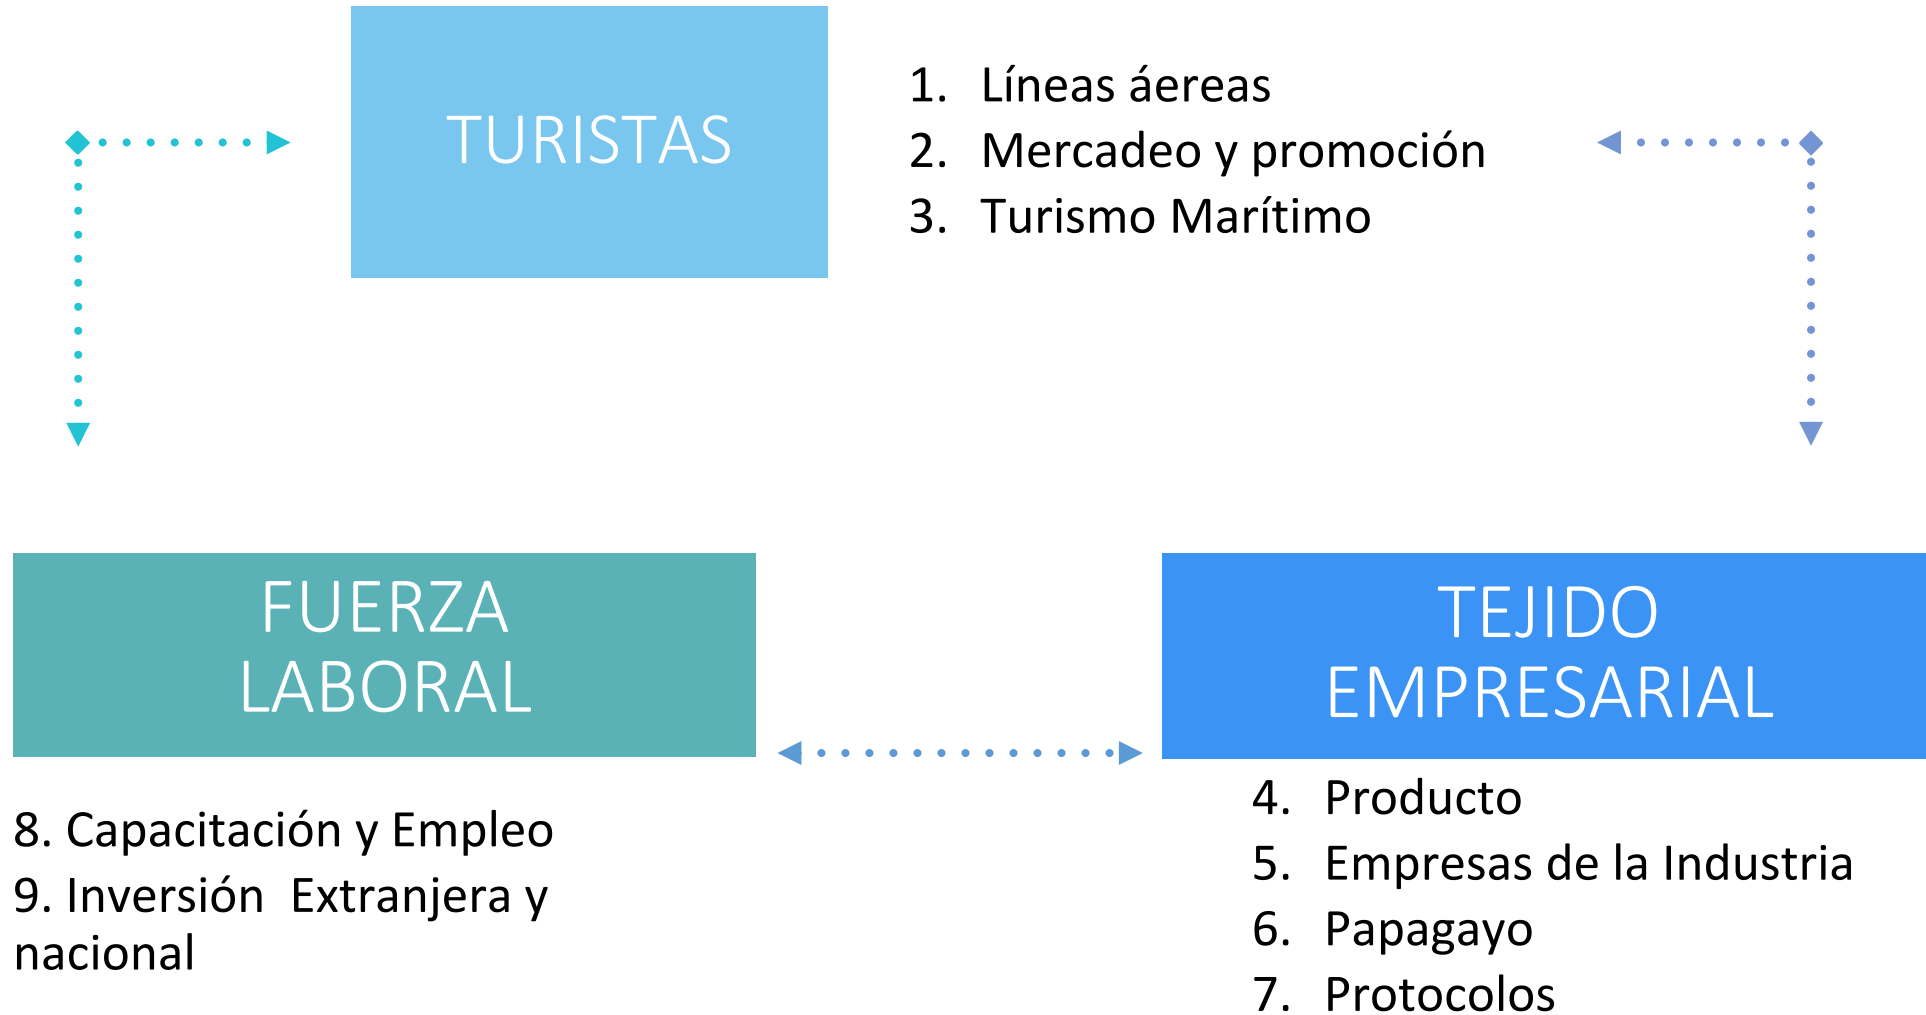 TURISTAS
1. Líneas áereas
2. Mercadeo y promoción
3. Turismo Marítimo
FUERZA
LABORAL
8. Capacitación y Empleo
9. Inversión  Extranjera y
nacional
TEJIDO
EMPRESARIAL
4. Producto
5. Empresas de la Industria
6. Papagayo
7. Protocolos